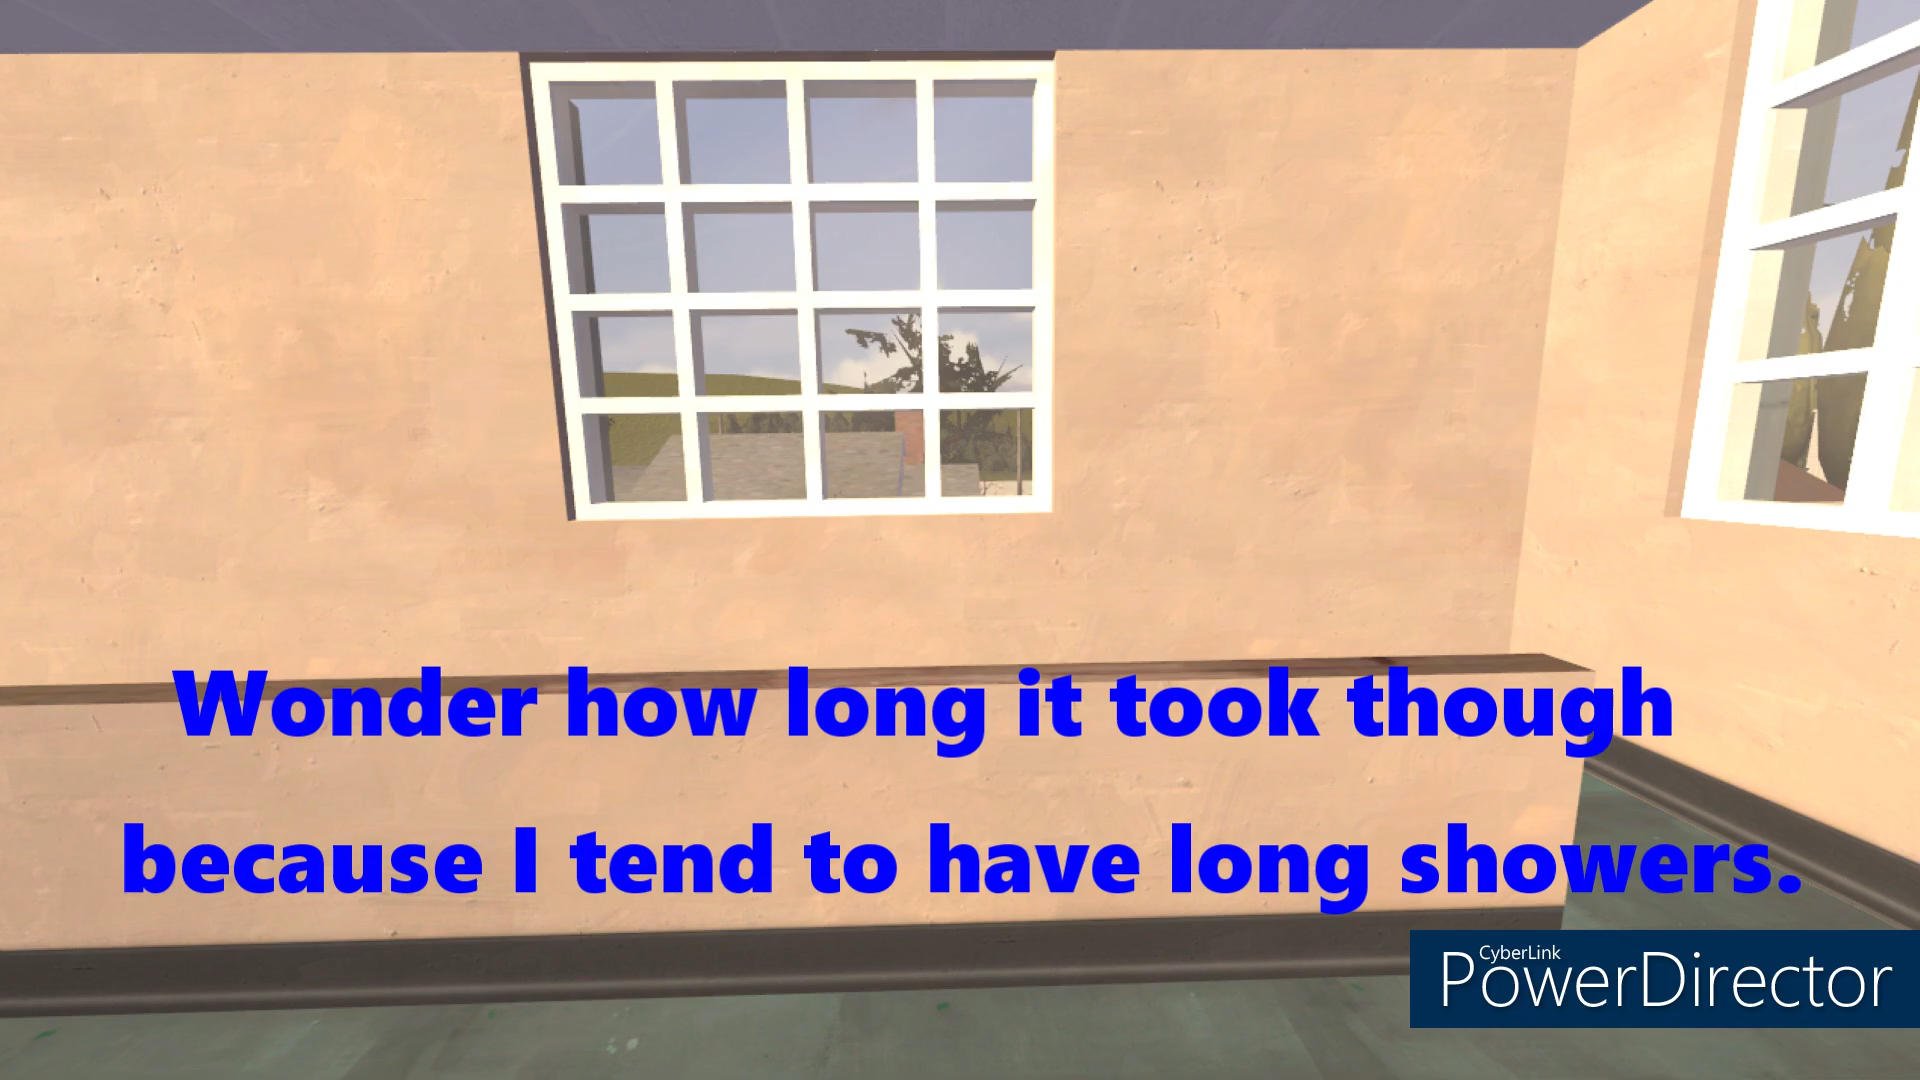 Wonder how long it took though
because I tend to have long showers.
CyberLink
PowerDirector